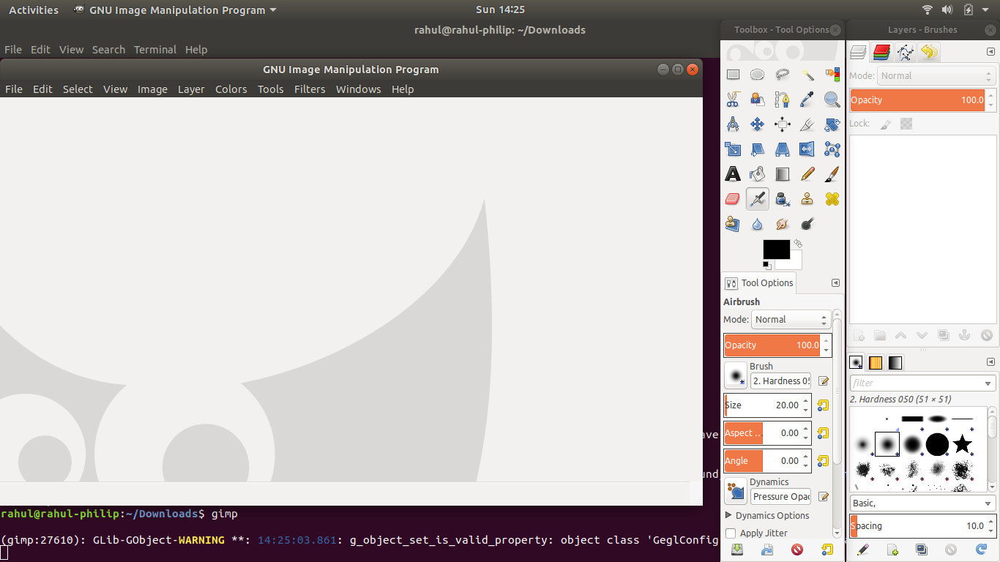 Activities GNU Image Manipulation Program Sun 14:25
rahul@rahul-philip: ~/Downloads
File Edit View Search Terminal Help
GNU Image Manipulation Program
File Edit Select View Image Layer Colors Tools Filters Windows Help
rahul@rahul-philip:~/Downloads$ gimp
(gimp:27610): GLib-GObject-WARNING **: 14:25:03.861: g_object_set_is_valid_property: object class 'GeglConfig
ave
und
Toolbox - Tool Options
Tool Options
Airbrush
Mode: Normal
Opacity 100.0
Brush
2. Hardness 05
Size 20.00
Aspect ... 0.00
Angle 0.00
Dynamics
Pressure Opac
Dynamics Options
Apply Jitter
Layers - Brushes
Mode: Normal
Opacity 100.0
Lock:
filter
2. Hardness 050 (51 × 51)
Basic,
Spacing 10.0